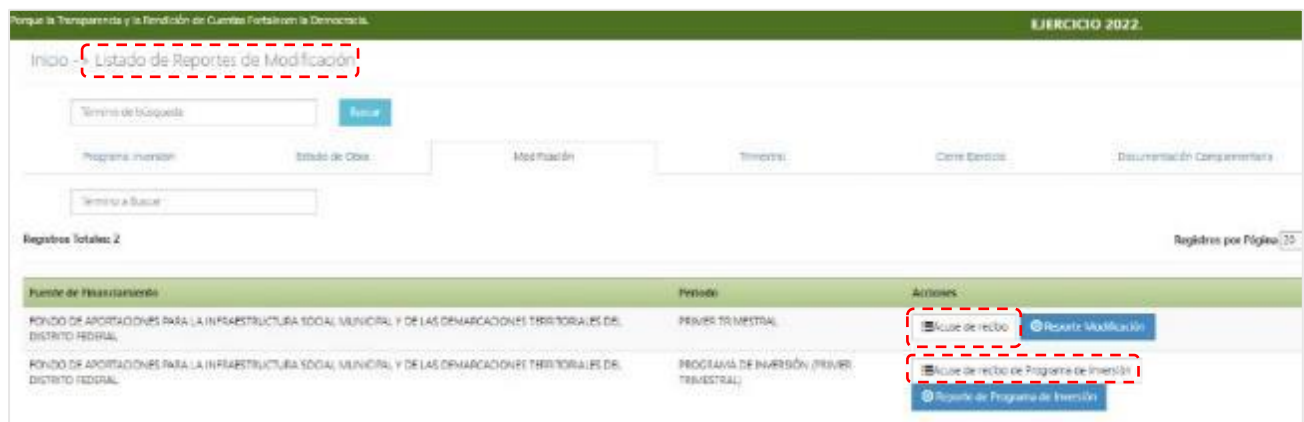 Porque la Transparencia y la Rendición de Cuentas Fortalecen la Democracia.
EJERCICIO 2022.
Inicio -> Listado de Reportes de Modificación
Termino de búsqueda
Buscar
Programa Inversión
Estado de Obra
Modificación
Trimestral
Cierre Ejercicio
Documentación Complementaria
Termino a Buscar
Registros Totales: 2
Registros por Página 20
Fuente de Financiamiento
Periodo
Acciones
FONDO DE APORTACIONES PARA LA INFRAESTRUCTURA SOCIAL MUNICIPAL Y DE LAS DEMARCACIONES TERRITORIALES DEL
DISTRITO FEDERAL
PRIMER TRIMESTRAL
Acuse de recibo
Reporte Modificación
FONDO DE APORTACIONES PARA LA INFRAESTRUCTURA SOCIAL MUNICIPAL Y DE LAS DEMARCACIONES TERRITORIALES DEL
DISTRITO FEDERAL
PROGRAMA DE INVERSIÓN (PRIMER
TRIMESTRAL)
Acuse de recibo de Programa de Inversión
Reporte de Programa de Inversión